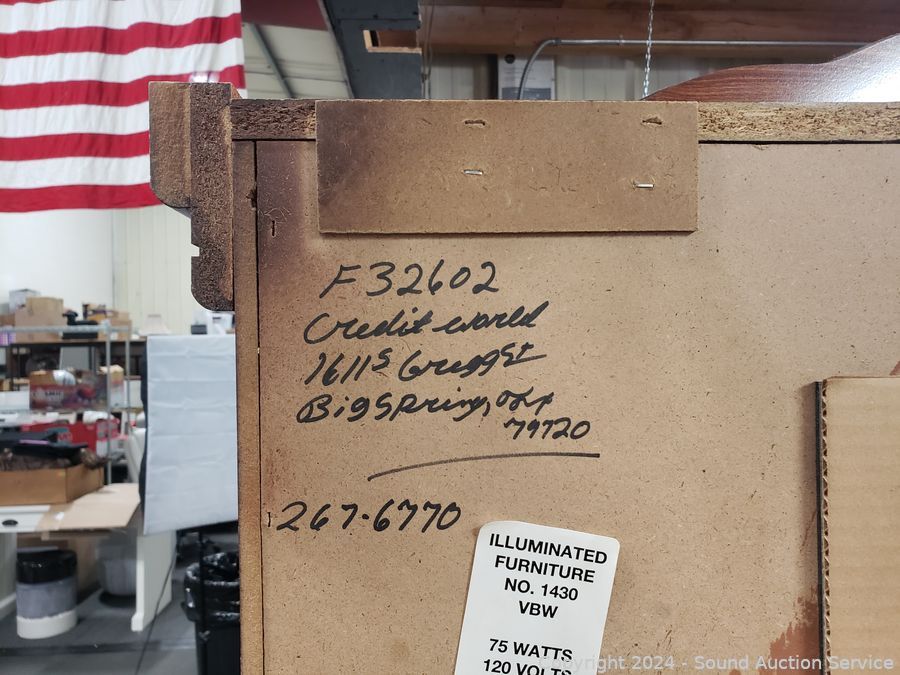 F32602
Credit world
1611 S Gregg St
Big Spring, Tx
79720
267-6770
ILLUMINATED
FURNITURE
NO. 1430
VBW
75 WATTS
120 VOLTS
Copyright 2024 - Sound Auction Service